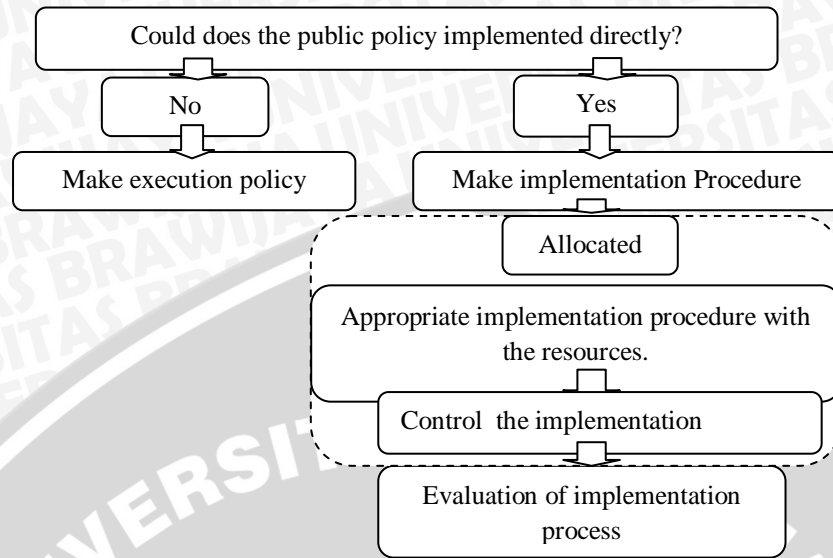 Could does the public policy implemented directly?
No
Yes
Make execution policy
Make implementation Procedure
Allocated
Appropriate implementation procedure with
the resources.
Control the implementation
Evaluation of implementation
process